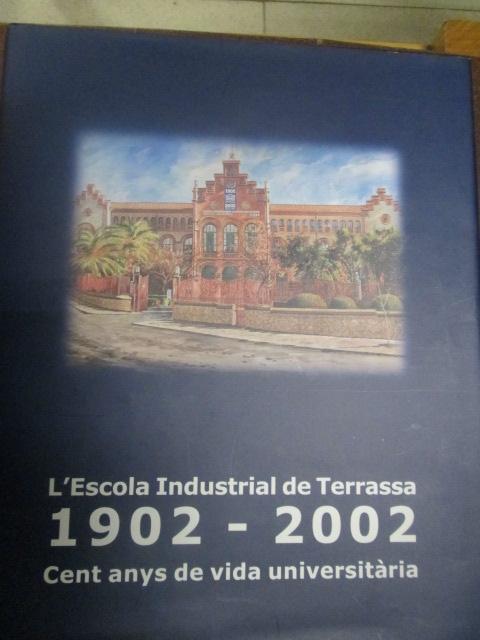 L'Escola Industrial de Terrassa
1902 - 2002
Cent anys de vida universitària